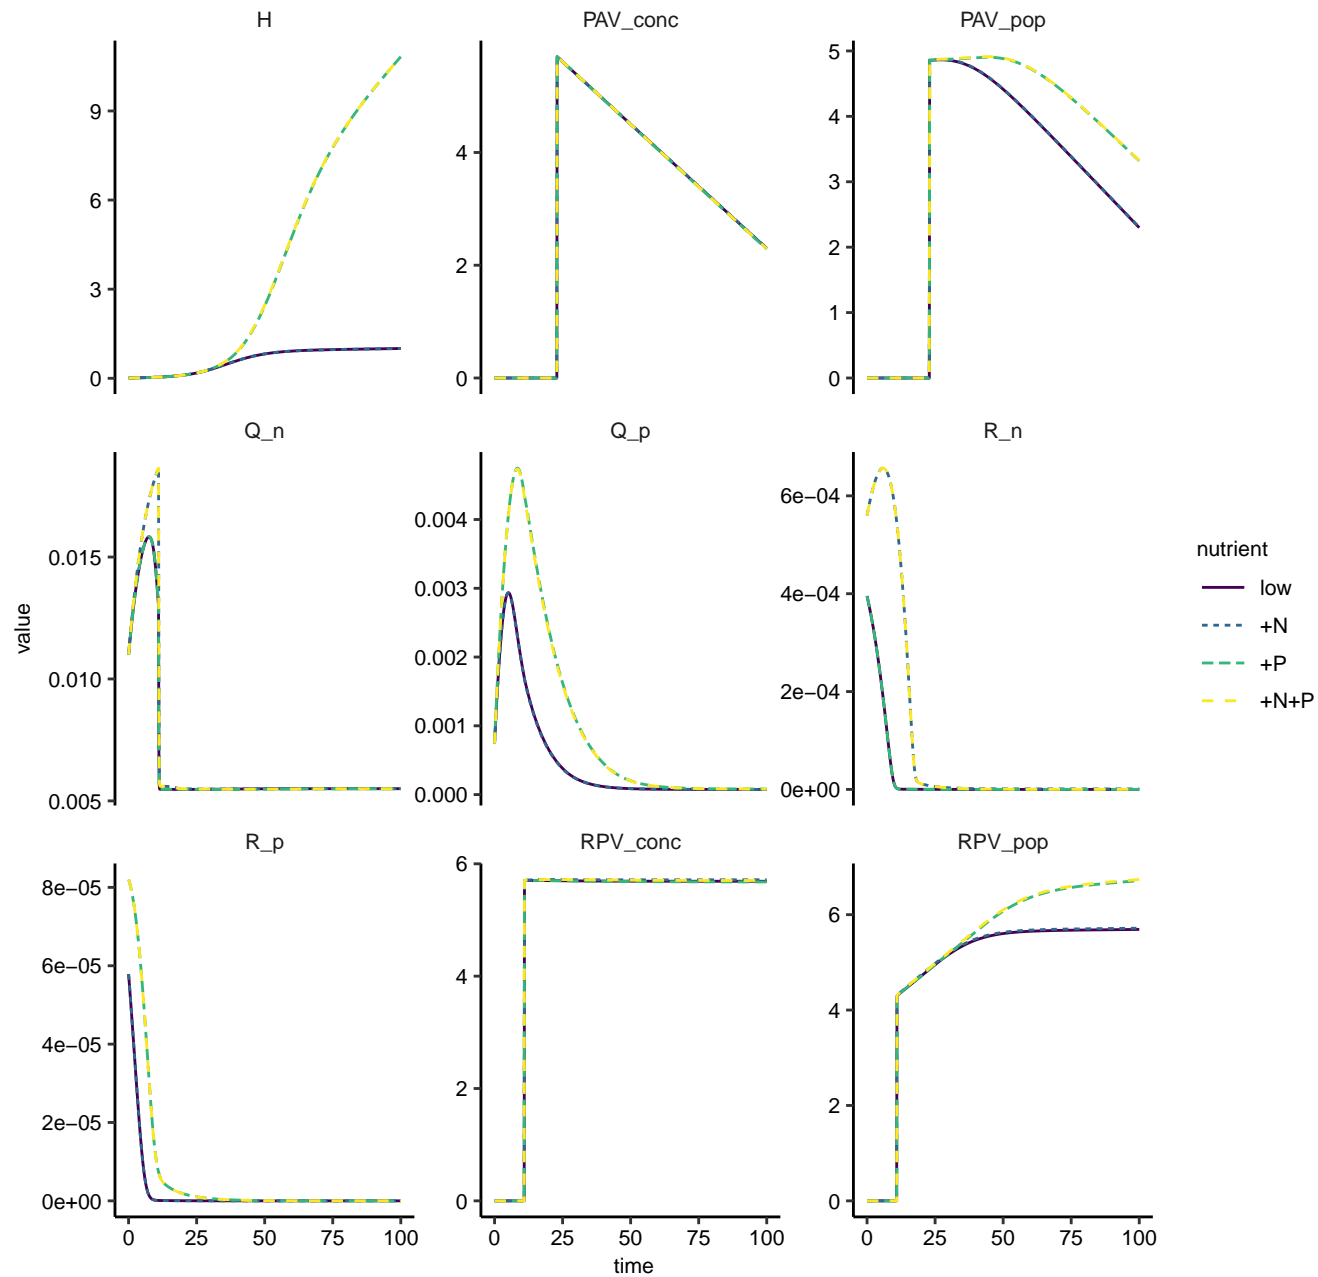 H
PAV_conc
PAV_pop
9
6
3
0
4
2
0
5
4
3
2
1
0
Q_n
Q_p
R_n
0.015
0.010
0.005
0.004
0.003
0.002
0.001
0.000
6e−04
4e−04
2e−04
0e+00
R_p
RPV_conc
RPV_pop
8e−05
6e−05
4e−05
2e−05
0e+00
6
4
2
0
6
4
2
0
0 25 50 75 100
0 25 50 75 100
0 25 50 75 100
time
value
nutrient
low
+N
+P
+N+P